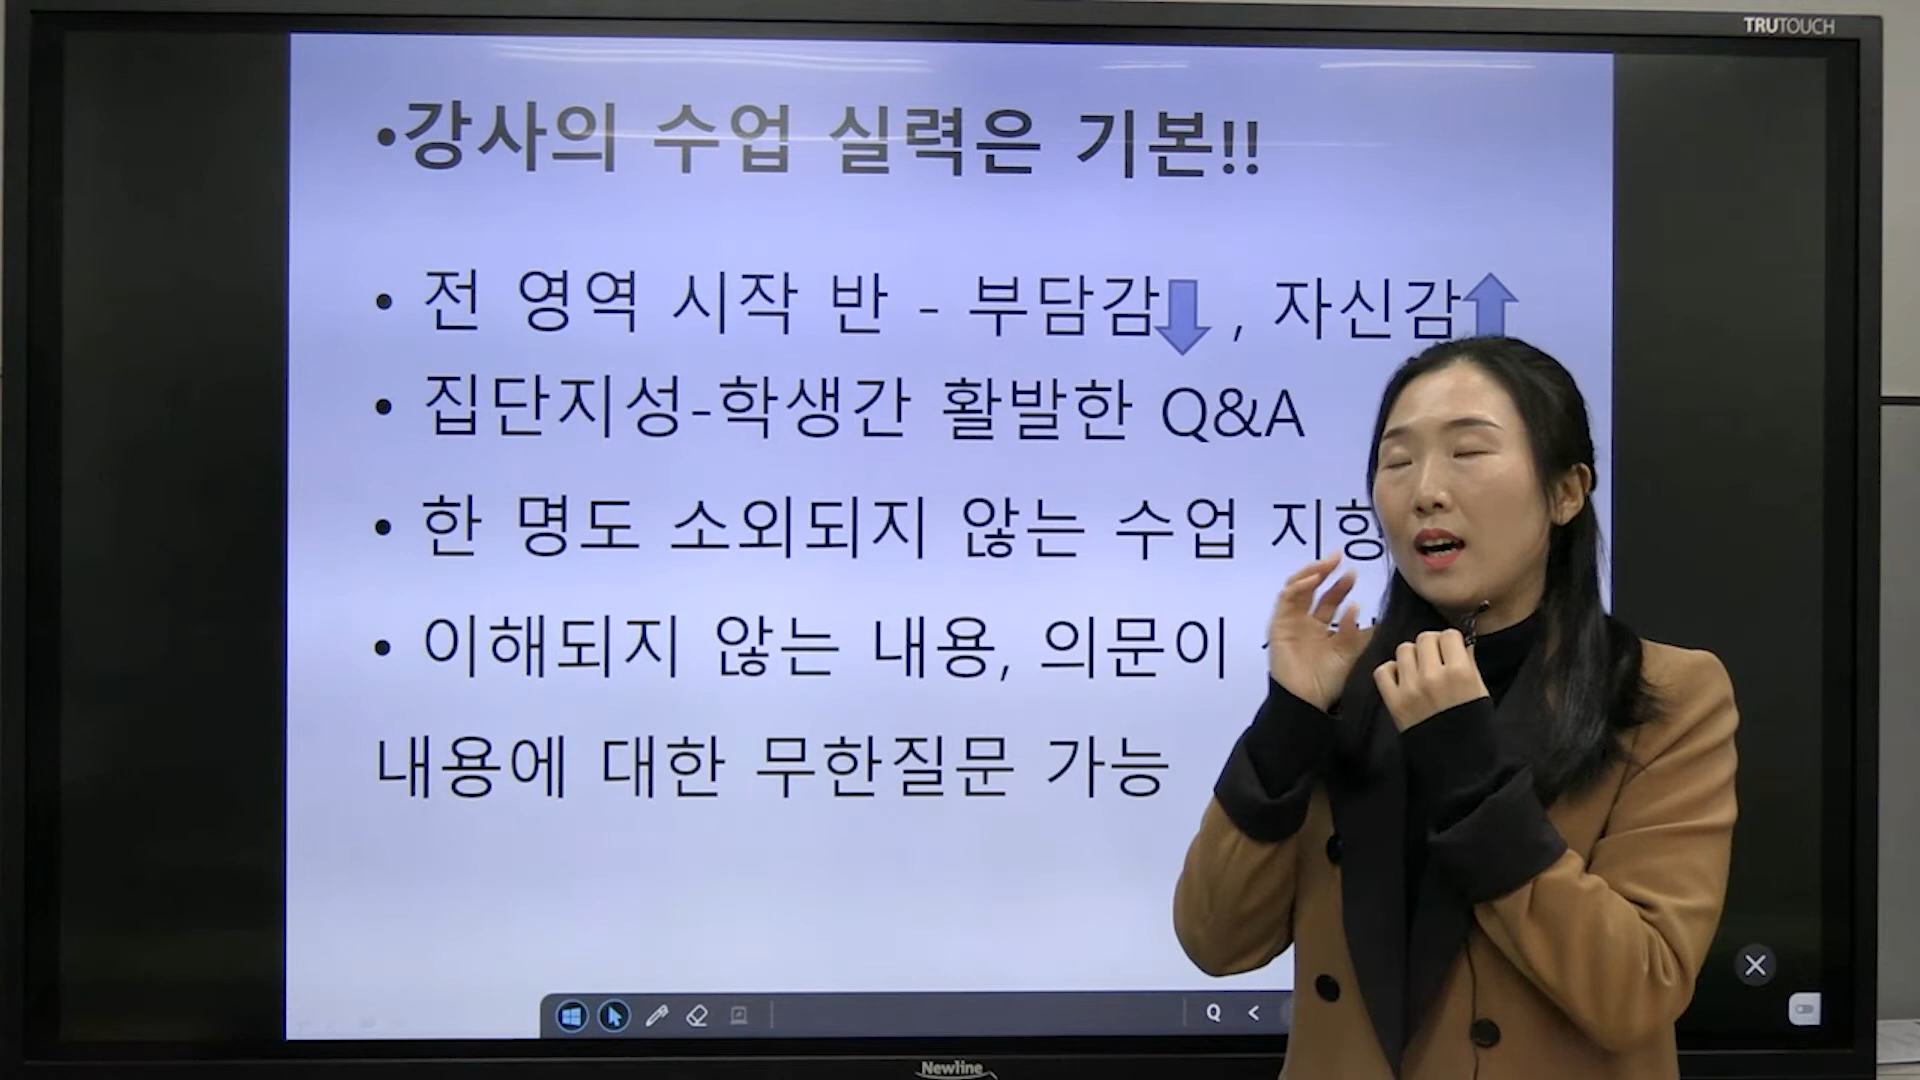 TRUTOUCH
•강사의 수업 실력은 기본!!
• 전 영역 시작 반 - 부담감 , 자신감
• 집단지성-학생간 활발한 Q&A
• 한 명도 소외되지 않는 수업 지향
• 이해되지 않는 내용, 의문이
내용에 대한 무한질문 가능
Newline